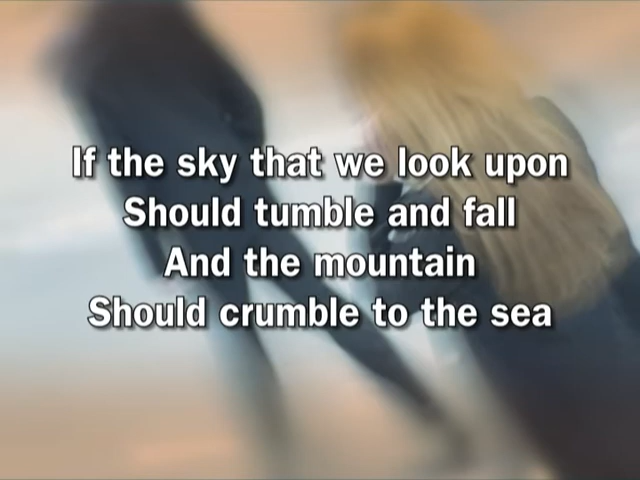 If the sky that we look upon
Should tumble and fall
And the mountain
Should crumble to the sea